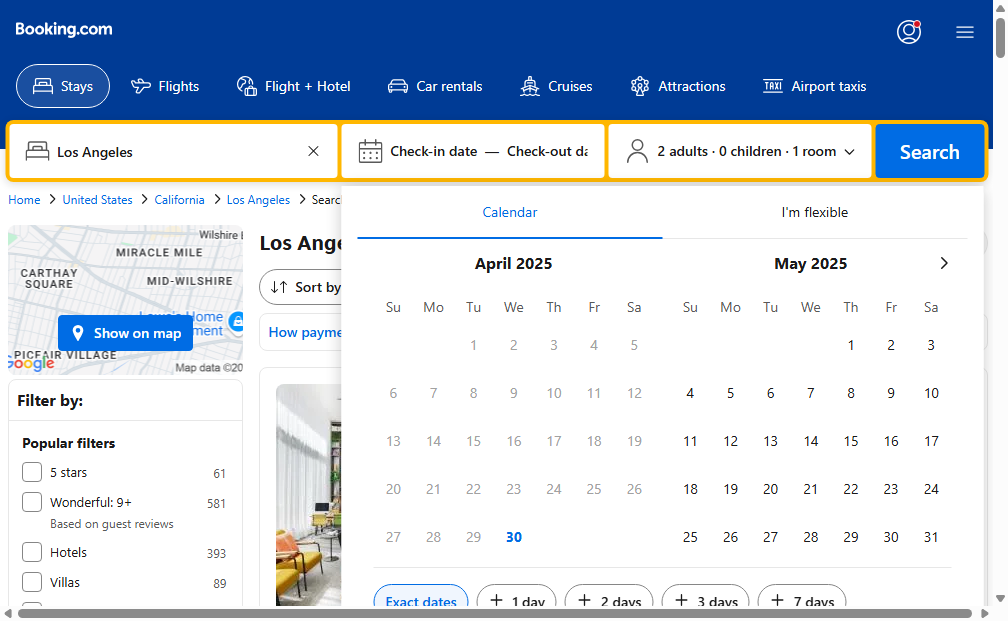 Booking.com
Stays
Flights
Flight + Hotel
Car rentals
Cruises
Attractions
Airport taxis
Los Angeles
Check-in date — Check-out da
2 adults · 0 children · 1 room
Search
Home > United States > California > Los Angeles > Searc
Calendar
I'm flexible
Wilshire
MIRACLE MILE
CARTHAY
SQUARE
MID-WILSHIRE
Lowe's Home
ment
Show on map
PICFAIR VILLAGE
Google
Map data ©20
Los Ange
Sort by
How payme
April 2025
Su Mo Tu We Th Fr Sa
1 2 3 4 5
6 7 8 9 10 11 12
13 14 15 16 17 18 19
20 21 22 23 24 25 26
27 28 29 30
May 2025
Su Mo Tu We Th Fr Sa
1 2 3
4 5 6 7 8 9 10
11 12 13 14 15 16 17
18 19 20 21 22 23 24
25 26 27 28 29 30 31
Exact dates
+ 1 day
+ 2 days
+ 3 days
+ 7 days
Filter by:
Popular filters
5 stars 61
Wonderful: 9+ 581
Based on guest reviews
Hotels 393
Villas 89